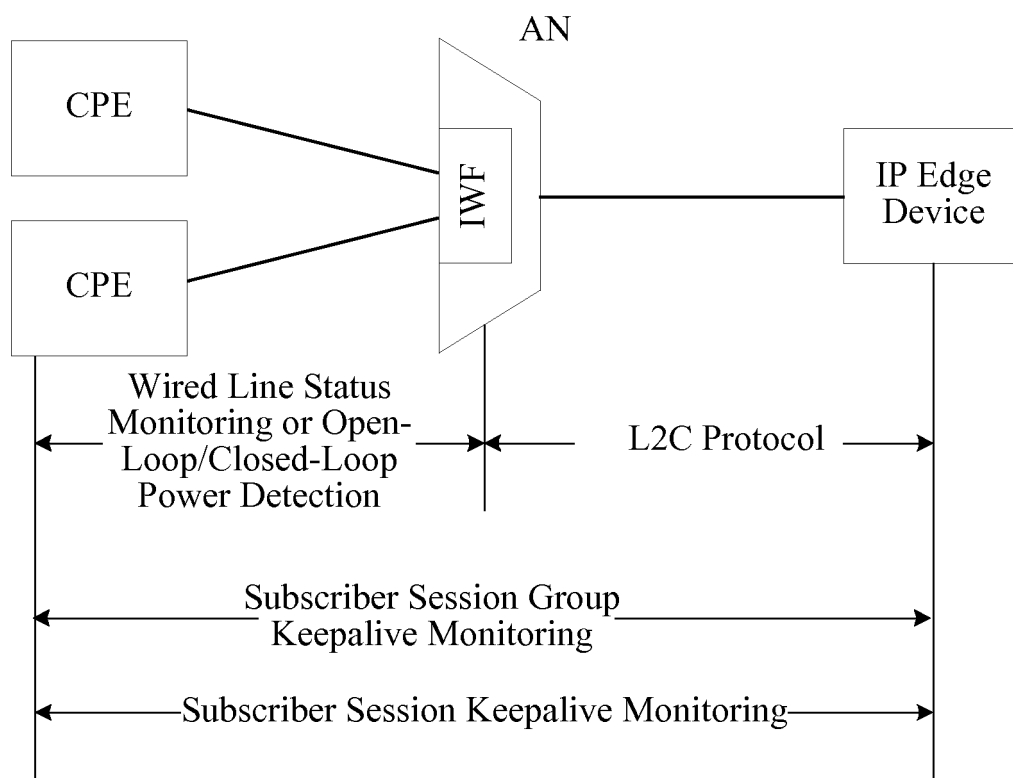 AN
CPE
IWF
IP Edge
Device
CPE
Wired Line Status
Monitoring or Open-
Loop/Closed-Loop
Power Detection
L2C Protocol
Subscriber Session Group
Keepalive Monitoring
Subscriber Session Keepalive Monitoring